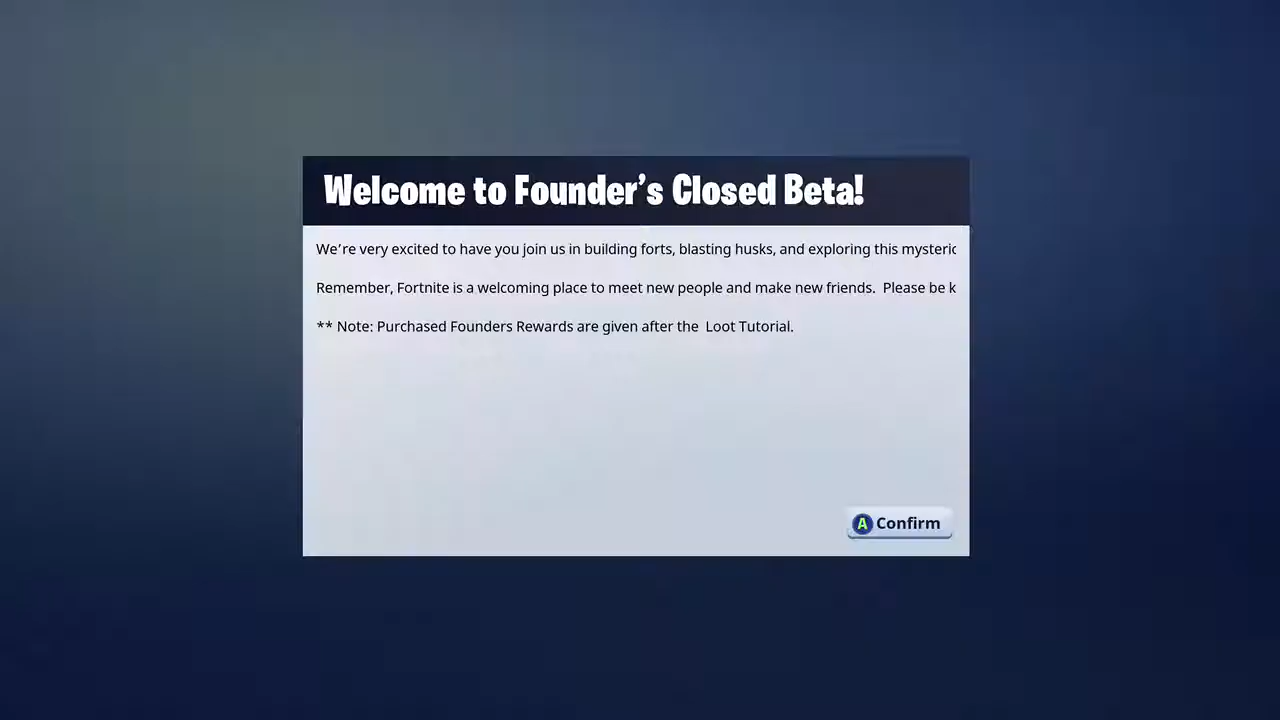 Welcome to Founder's Closed Beta!
We're very excited to have you join us in building forts, blasting husks, and exploring this
Remember, Fortnite is a welcoming place to meet new people and make new friends.  Please be
** Note: Purchased Founders Rewards are given after the  Loot Tutorial.
A Confirm